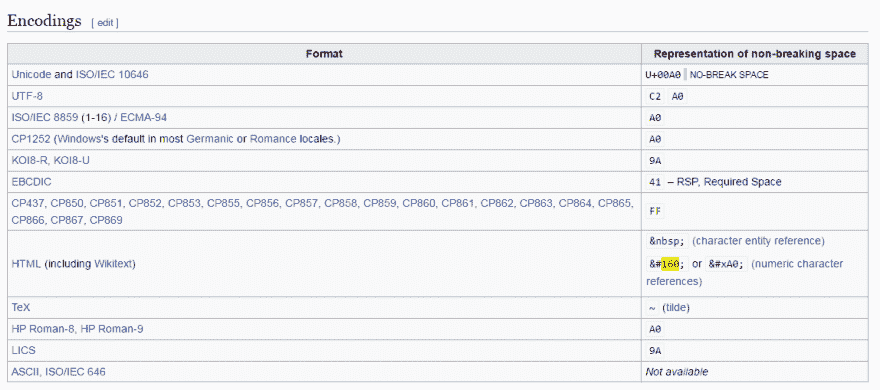 Encodings [ edit ]
Format Representation of non-breaking space
Unicode and ISO/IEC 10646 U+00A0 NO-BREAK SPACE
UTF-8 C2 A0
ISO/IEC 8859 (1-16) / ECMA-94 A0
CP1252 (Windows's default in most Germanic or Romance locales.) A0
KOI8-R, KOI8-U 9A
EBCDIC 41 – RSP, Required Space
CP437, CP850, CP851, CP852, CP853, CP855, CP856, CP857, CP858, CP859, CP860, CP861, CP862, CP863, CP864, CP865,
CP866, CP867, CP869 FF
HTML (including Wikitext) &nbsp; (character entity reference)
&#160; or &#xA0; (numeric character
references)
TeX ~ (tilde)
HP Roman-8, HP Roman-9 A0
LICS 9A
ASCII, ISO/IEC 646 Not available